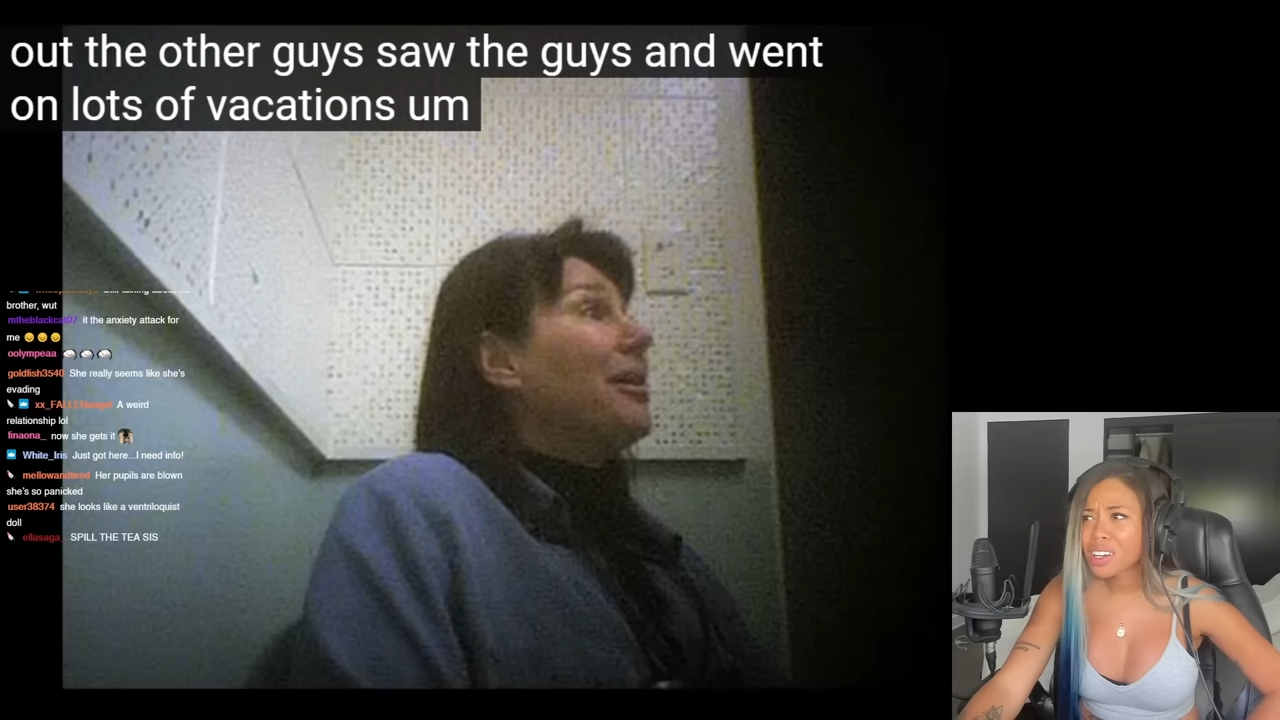 out the other guys saw the guys and went
on lots of vacations um
brother, wut
mtheblackcat07 it the anxiety attack for
me
oolympeaa
goldfish3540 She really seems like she's
evading
A weird
relationship lol
finaona_ now she gets it
White_Iris Just got here...I need info!
mellowandtired Her pupils are blown
she's so panicked
user38374 she looks like a ventriloquist
doll
ellasaga_ SPILL THE TEA SIS